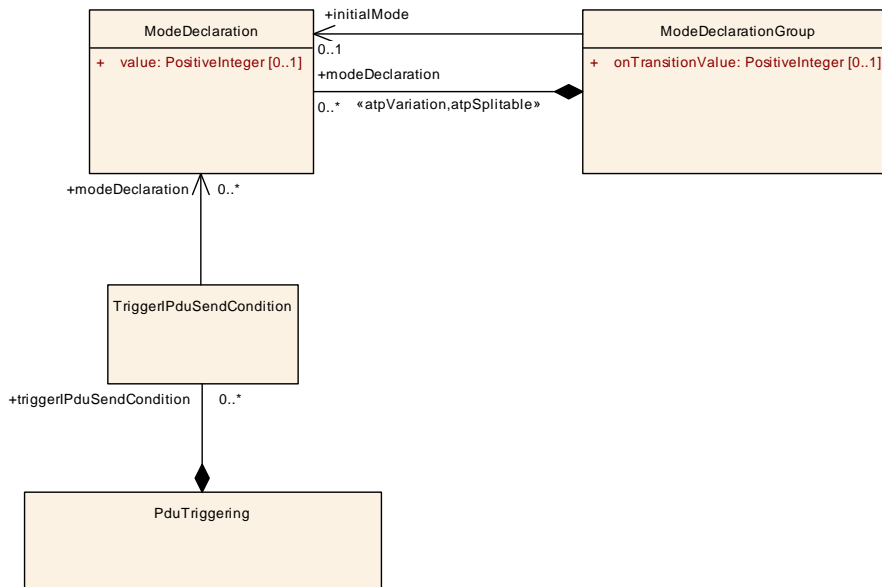 +initialMode
ModeDeclaration
ModeDeclarationGroup
0..1
+ value: PositiveInteger [0..1]
+ onTransitionValue: PositiveInteger [0..1]
+modeDeclaration
0..*
«atpVariation,atpSplitable»
+modeDeclaration
0..*
TriggerIPduSendCondition
+triggerIPduSendCondition
0..*
PduTriggering